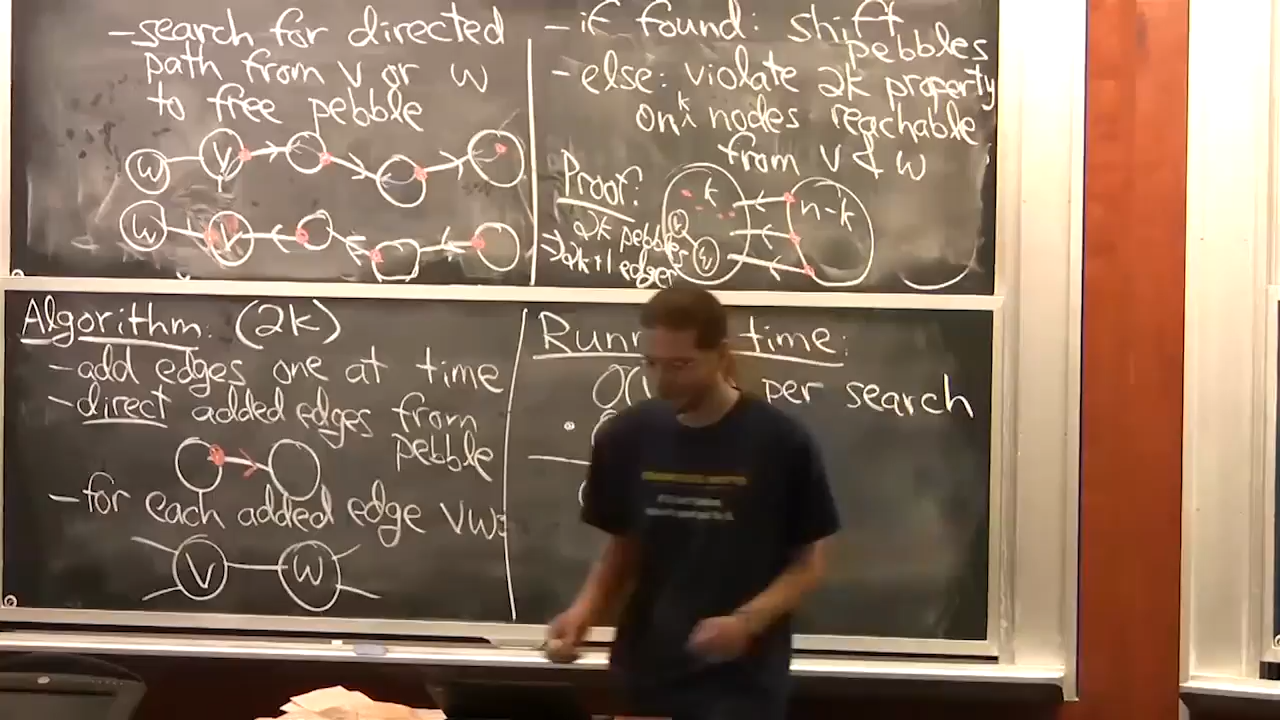 -search for directed
path from v or w
to free pebble
w v
w v
- if found: shift
pebbles
- else: violate 2k property
on k nodes reachable
from v & w
Proof:
2k pebbles
⇒ 2k+1 edges
k n-k
v
w
Algorithm: (2k)
- add edges one at time
- direct added edges from
pebble
- for each added edge vw:
v w
time:
per search